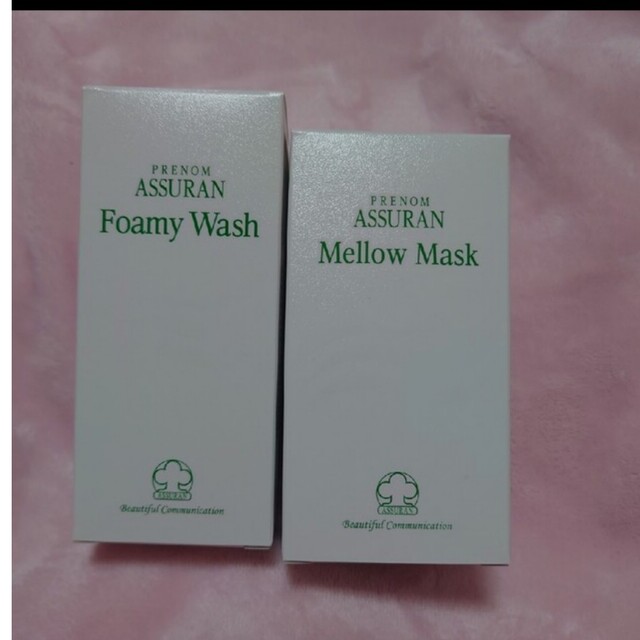 PRENOM
ASSURAN
Foamy Wash
ASSURAN
Beautiful Communication
PRENOM
ASSURAN
Mellow Mask
ASSURAN
Beautiful Communication